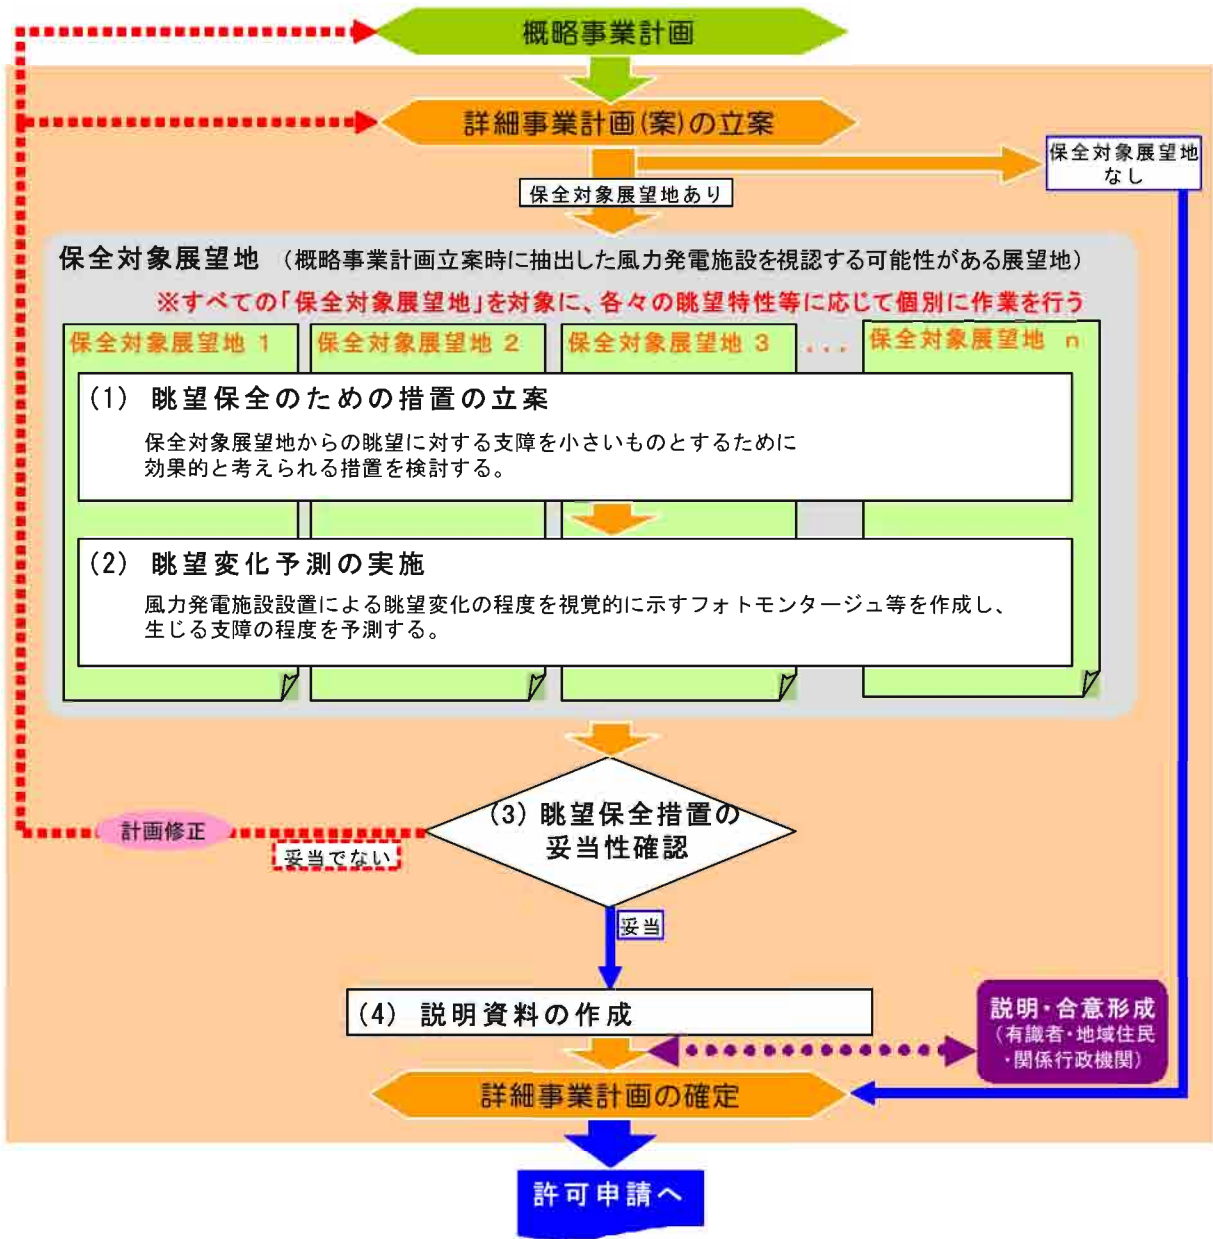 概略事業計画
詳細事業計画(案)の立案
保全対象展望地
なし
保全対象展望地あり
保全対象展望地 (概略事業計画立案時に抽出した風力発電施設を視認する可能性がある展望地)
※すべての「保全対象展望地」を対象に、各々の眺望特性等に応じて個別に作業を行う
保全対象展望地 1
保全対象展望地 2
保全対象展望地 3
...
保全対象展望地 n
(1) 眺望保全のための措置の立案
保全対象展望地からの眺望に対する支障を小さいものとするために
効果的と考えられる措置を検討する。
(2) 眺望変化予測の実施
風力発電施設設置による眺望変化の程度を視覚的に示すフォトモンタージュ等を作成し、
生じる支障の程度を予測する。
(3) 眺望保全措置の
妥当性確認
計画修正
妥当でない
妥当
(4) 説明資料の作成
説明・合意形成
(有識者・地域住民
・関係行政機関)
詳細事業計画の確定
許可申請へ